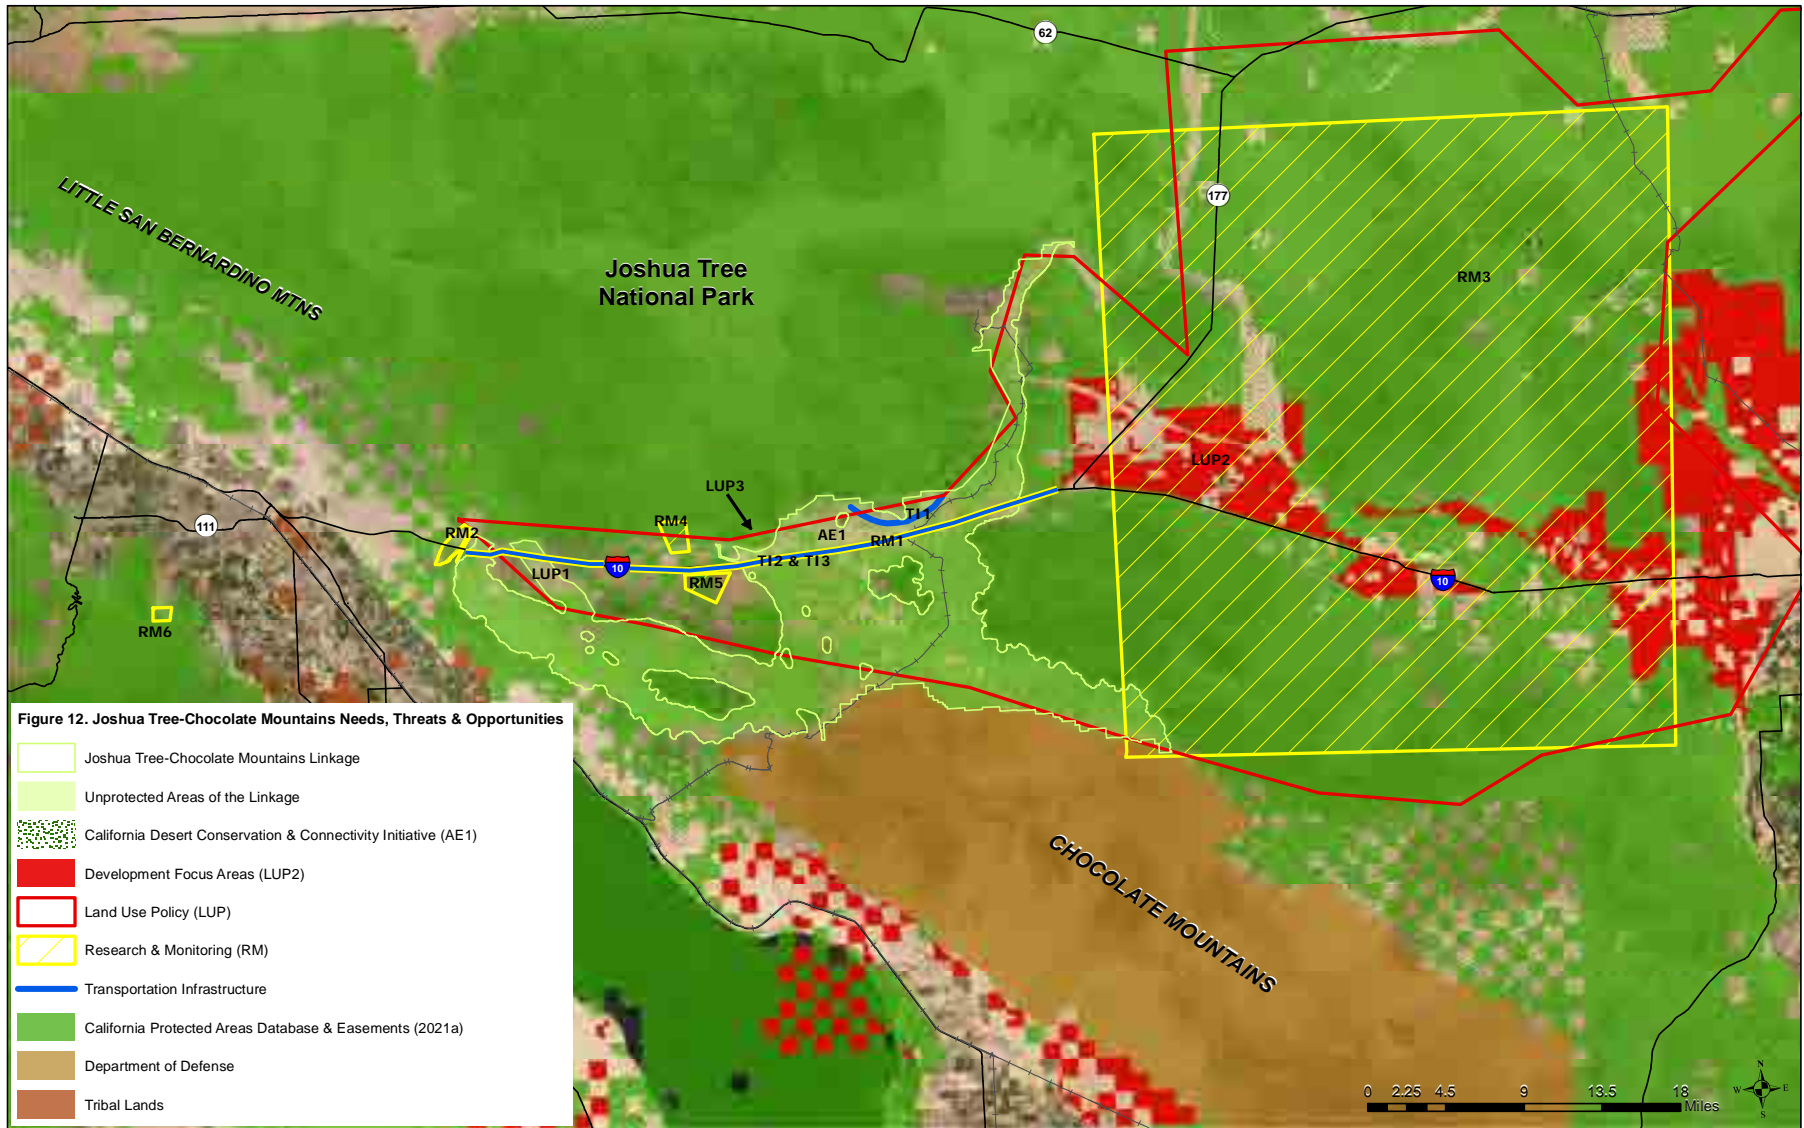 62
177
LITTLE SAN BERNARDINO MTNS
Joshua Tree
National Park
RM3
LUP2
LUP3
111
RM2
RM4
AE1
TI1
RM1
TI2 & TI3
LUP1
10
RM5
10
RM6
CHOCOLATE MOUNTAINS
Figure 12. Joshua Tree-Chocolate Mountains Needs, Threats & Opportunities
Joshua Tree-Chocolate Mountains Linkage
Unprotected Areas of the Linkage
California Desert Conservation & Connectivity Initiative (AE1)
Development Focus Areas (LUP2)
Land Use Policy (LUP)
Research & Monitoring (RM)
Transportation Infrastructure
California Protected Areas Database & Easements (2021a)
Department of Defense
Tribal Lands
0 2.25 4.5 9 13.5 18
Miles
N
W E
S